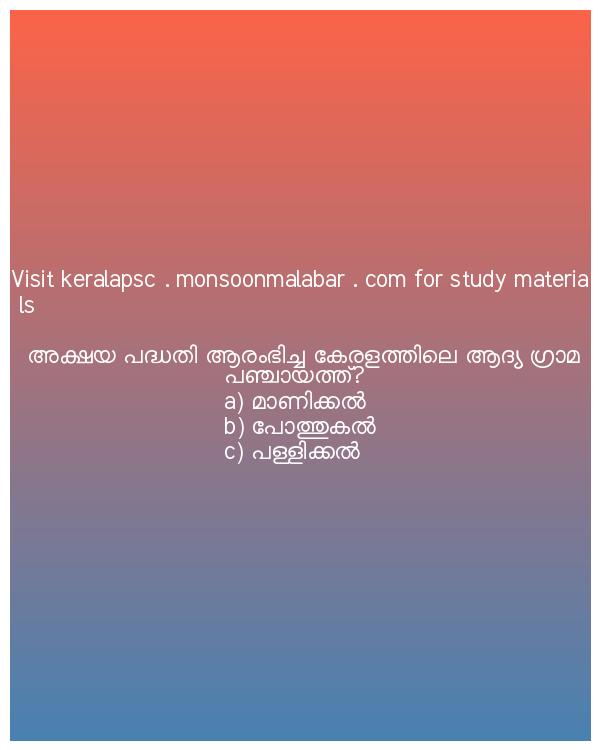 Visit keralapsc . monsoonmalabar . com for study materia
ls
അക്ഷയ പദ്ധതി ആരംഭിച്ച കേരളത്തിലെ ആദ്യ ഗ്രാമ
പഞ്ചായത്ത്?
a) മാണിക്കൽ
b) പോത്തുകൽ
c) പള്ളിക്കൽ